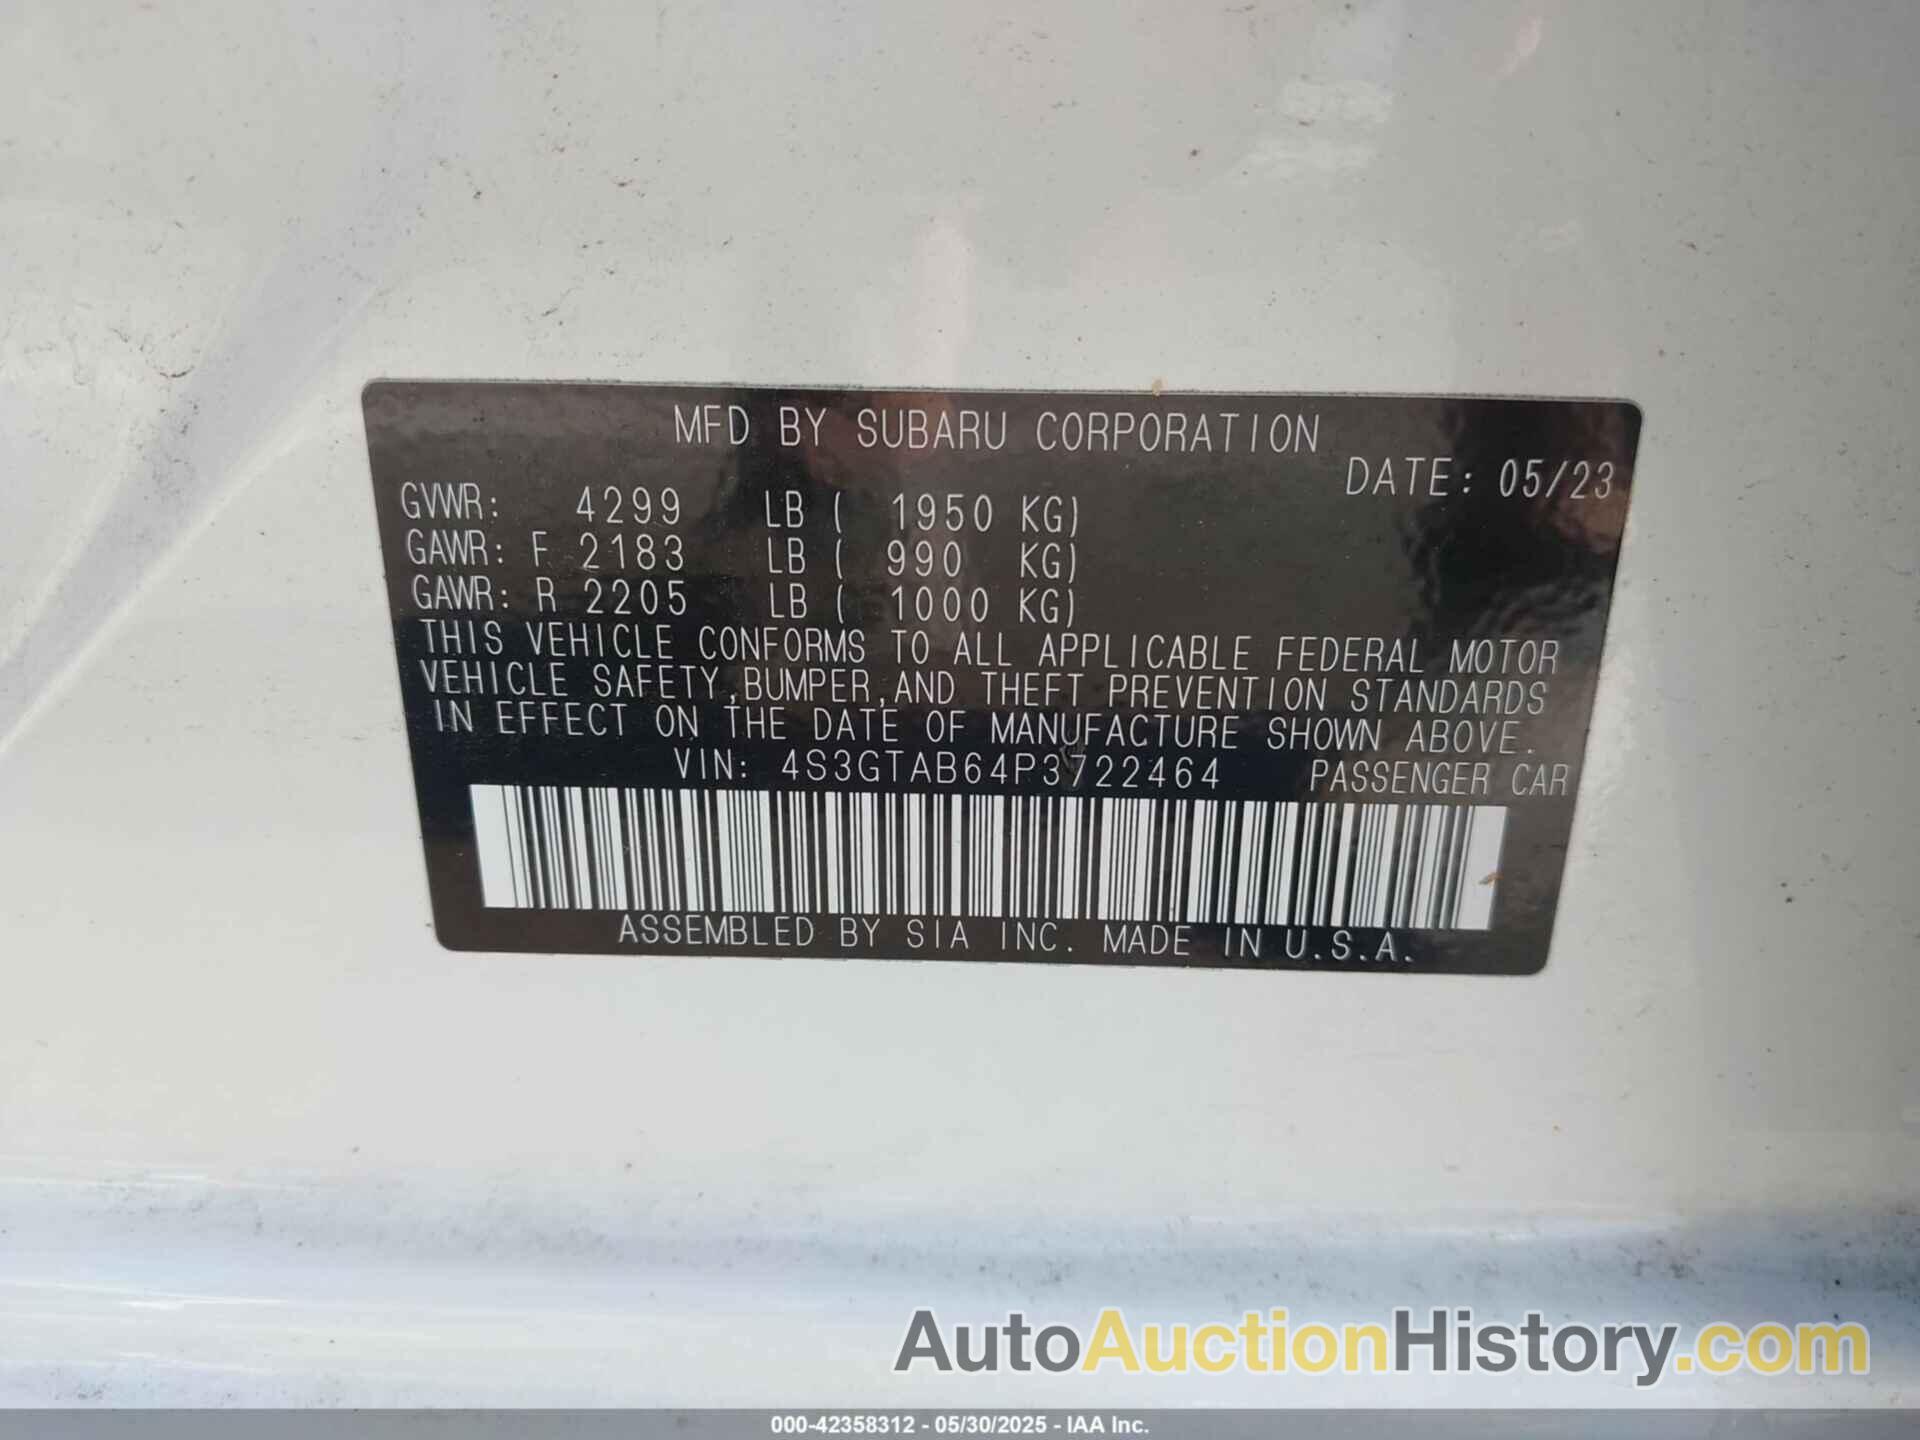 MFD BY SUBARU CORPORATION
DATE: 05/23
GVWR: 4299 LB ( 1950 KG)
GAWR: F 2183 LB ( 990 KG)
GAWR: R 2205 LB ( 1000 KG)
THIS VEHICLE CONFORMS TO ALL APPLICABLE FEDERAL MOTOR
VEHICLE SAFETY,BUMPER,AND THEFT PREVENTION STANDARDS
IN EFFECT ON THE DATE OF MANUFACTURE SHOWN ABOVE.
VIN: 4S3GTAB64P3722464 PASSENGER CAR
ASSEMBLED BY SIA INC. MADE IN U.S.A.
AutoAuctionHistory.com
000-42358312 - 05/30/2025 - IAA Inc.